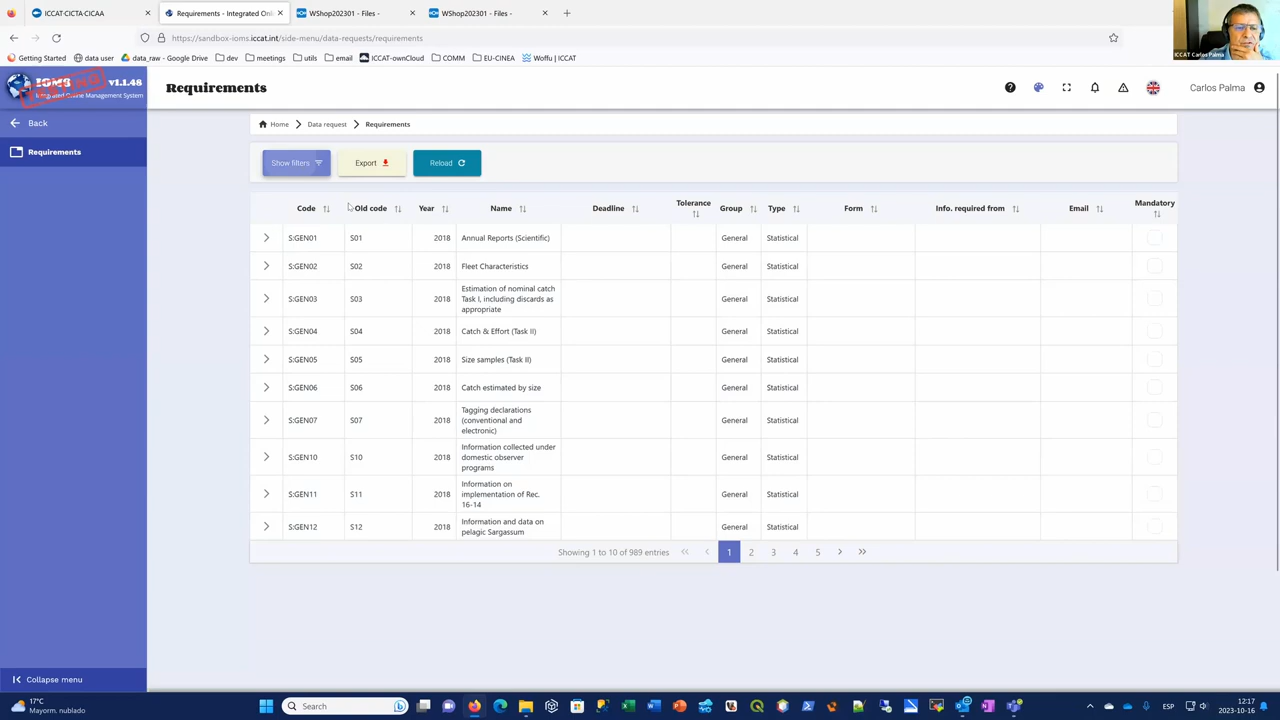 ICCAT·CICTA·CICAA
Requirements - Integrated Onli
WShop202301 - Files -
WShop202301 - Files -
https://sandbox-ioms.iccat.int/side-menu/data-requests/requirements
Getting Started
data user
data_raw - Google Drive
dev
meetings
utils
email
ICCAT-ownCloud
COMM
EU-CINEA
Woffu | ICCAT
ICCAT Carlos Palma
IOMS
v1.1.48
Integrated Online Management System
Requirements
Carlos Palma
Back
Requirements
Home
Data request
Requirements
Show filters
Export
Reload
Code Old code Year Name Deadline Tolerance Group Type Form Info. required from Email Mandatory
S:GEN01 S01 2018 Annual Reports (Scientific) General Statistical
S:GEN02 S02 2018 Fleet Characteristics General Statistical
Estimation of nominal catch
S:GEN03 S03 2018 Task I, including discards as General Statistical
appropriate
S:GEN04 S04 2018 Catch & Effort (Task II) General Statistical
S:GEN05 S05 2018 Size samples (Task II) General Statistical
S:GEN06 S06 2018 Catch estimated by size General Statistical
Tagging declarations
S:GEN07 S07 2018 (conventional and General Statistical
electronic)
Information collected under
S:GEN10 S10 2018 domestic observer General Statistical
programs
Information on
S:GEN11 S11 2018 implementation of Rec. General Statistical
16-14
Information and data on
S:GEN12 S12 2018 pelagic Sargassum General Statistical
Showing 1 to 10 of 989 entries
1 2 3 4 5
Collapse menu
17°C
Mayorm. nublado
Search
ESP
12:17
2023-10-16